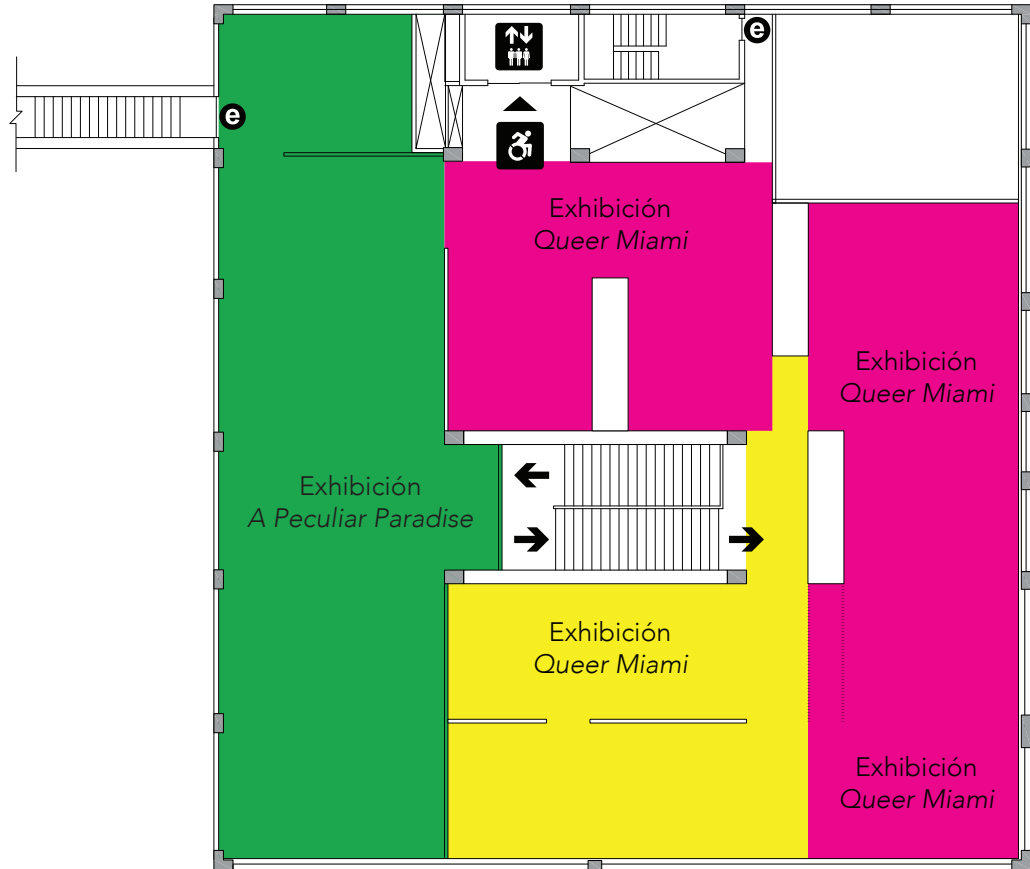 e
e
Exhibición
Queer Miami
Exhibición
Queer Miami
Exhibición
A Peculiar Paradise
Exhibición
Queer Miami
Exhibición
Queer Miami